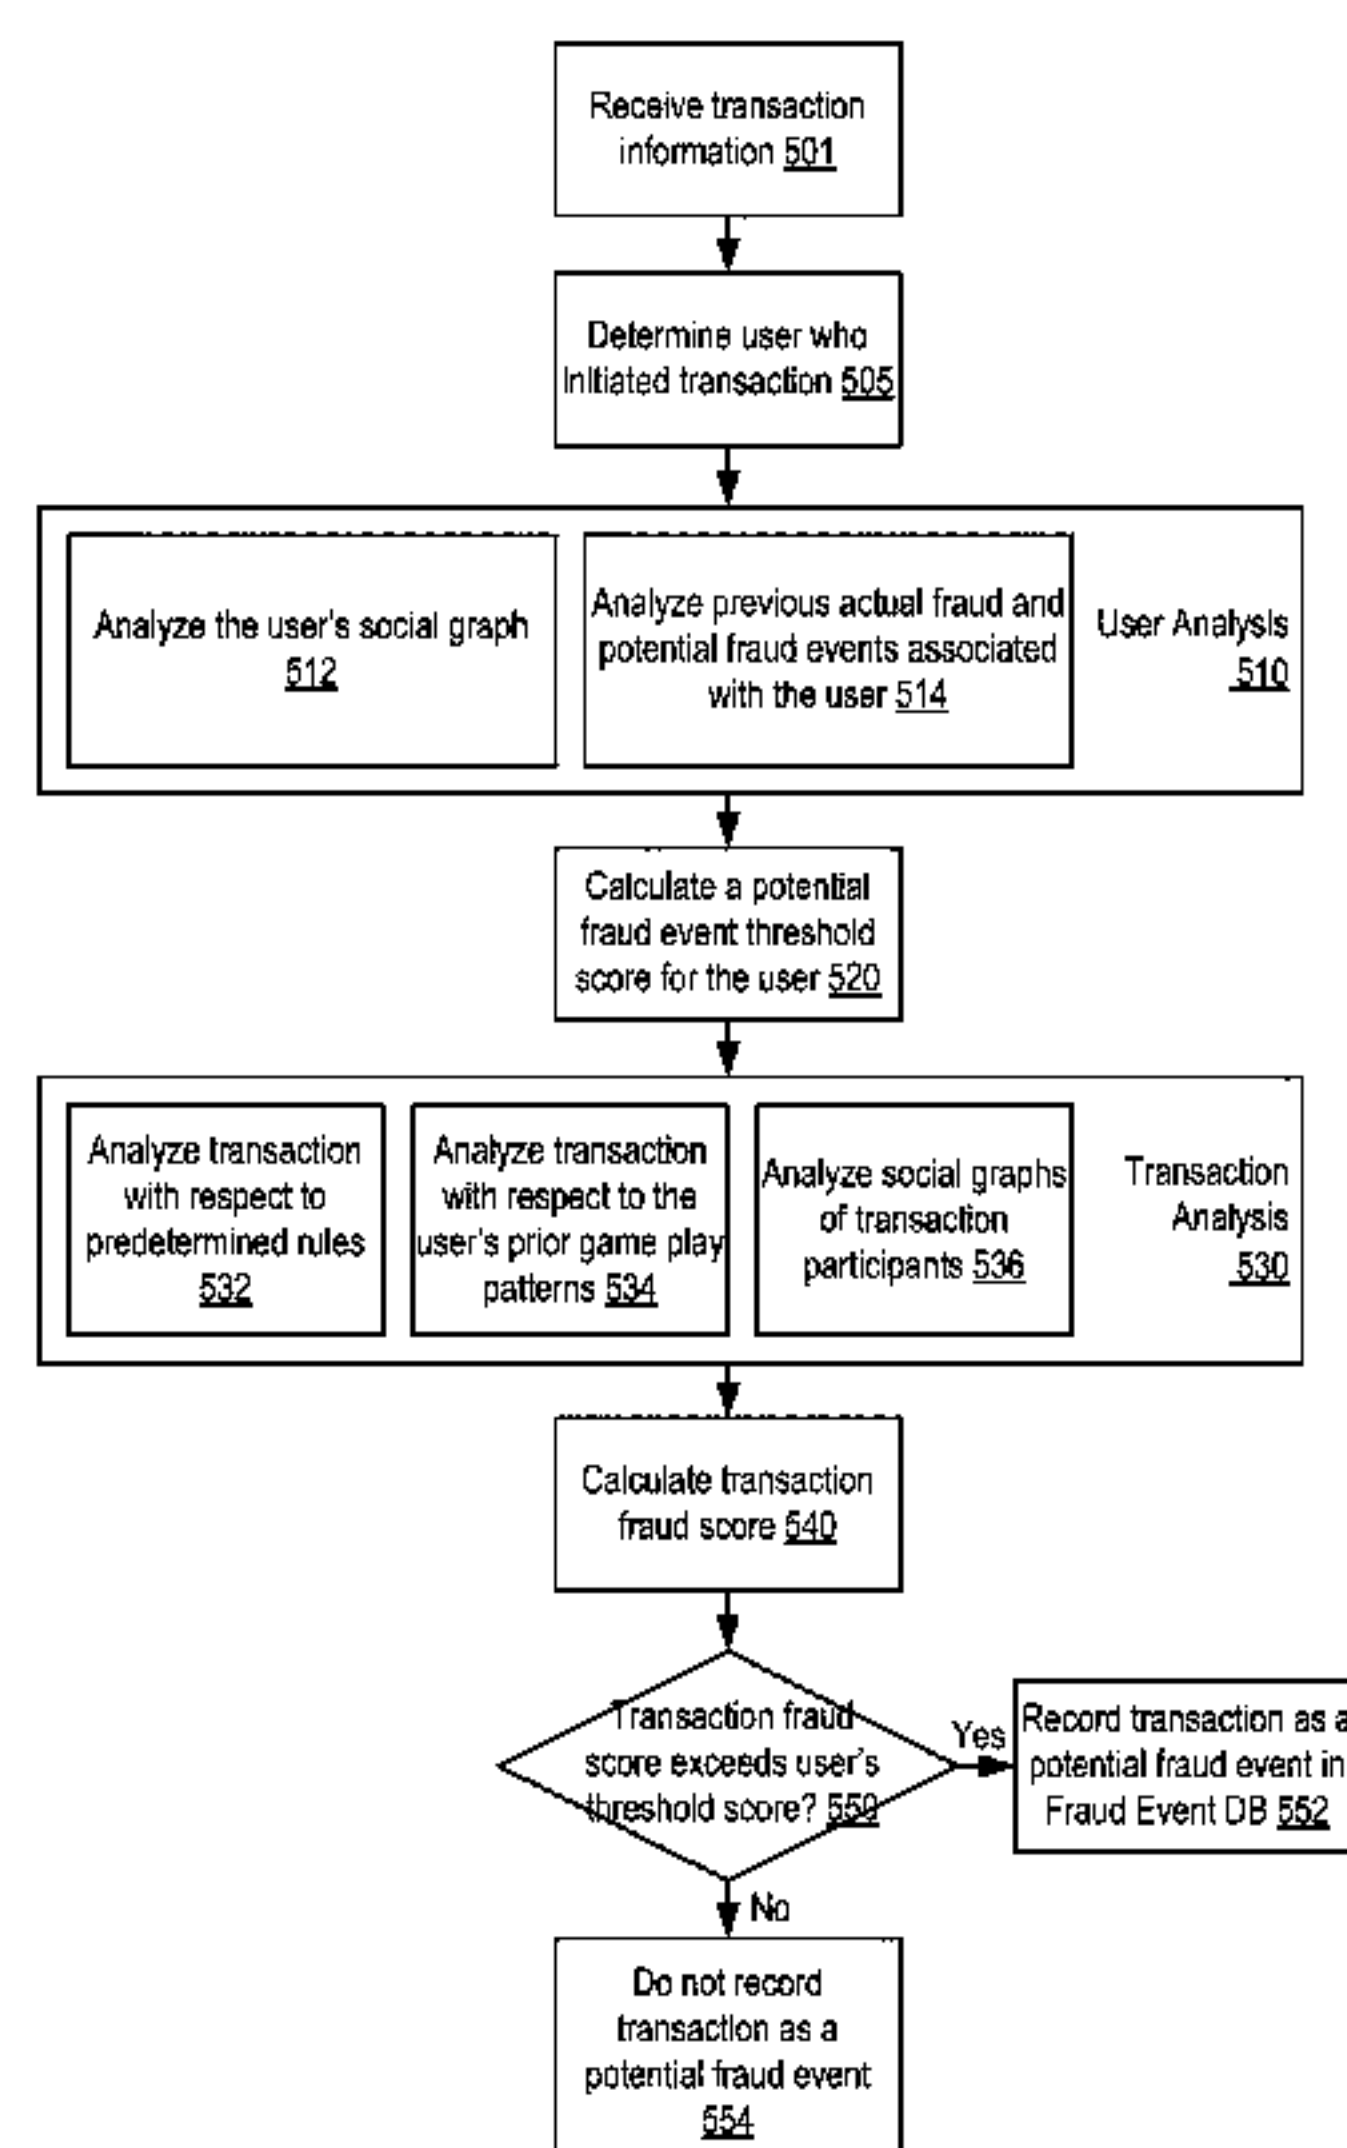 Receive transaction
information 501
Determine user who
initiated transaction 505
Analyze the user's social graph
512
Analyze previous actual fraud and
potential fraud events associated
with the user 514
User Analysis
510
Calculate a potential
fraud event threshold
score for the user 520
Analyze transaction
with respect to
predetermined rules
532
Analyze transaction
with respect to the
user's prior game play
patterns 534
Analyze social graphs
of transaction
participants 536
Transaction
Analysis
530
Calculate transaction
fraud score 540
Transaction fraud
score exceeds user's
threshold score? 550
Yes
Record transaction as a
potential fraud event in
Fraud Event DB 552
No
Do not record
transaction as a
potential fraud event
554